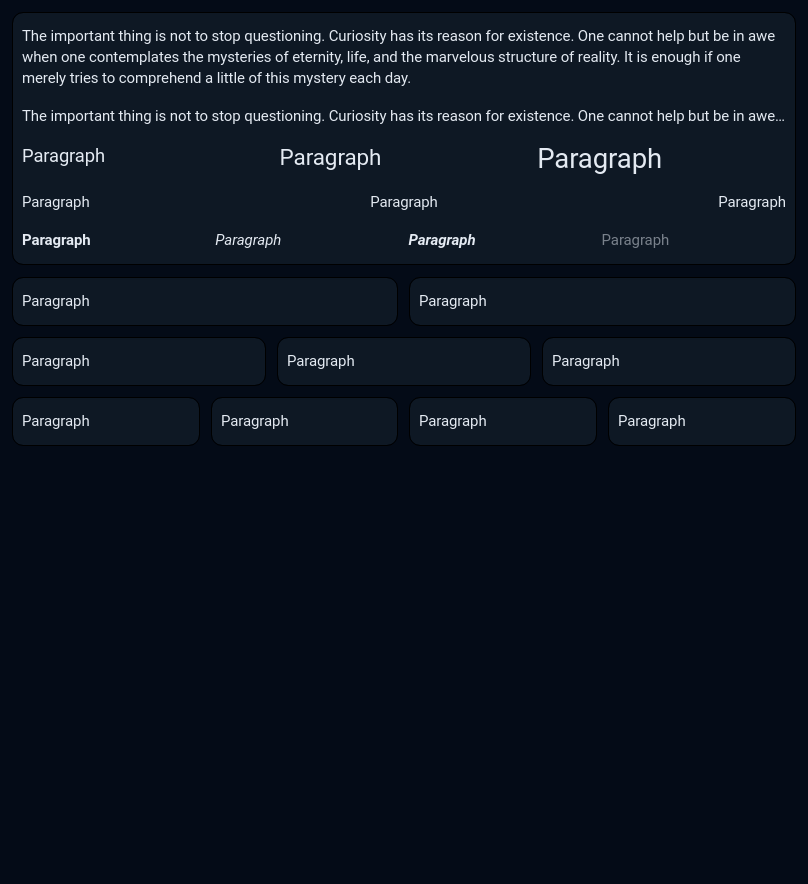 The important thing is not to stop questioning. Curiosity has its reason for existence. One cannot help but be in awe
when one contemplates the mysteries of eternity, life, and the marvelous structure of reality. It is enough if one
merely tries to comprehend a little of this mystery each day.
The important thing is not to stop questioning. Curiosity has its reason for existence. One cannot help but be in awe…
Paragraph Paragraph Paragraph
Paragraph Paragraph Paragraph
Paragraph Paragraph Paragraph Paragraph
Paragraph Paragraph
Paragraph Paragraph Paragraph
Paragraph Paragraph Paragraph Paragraph